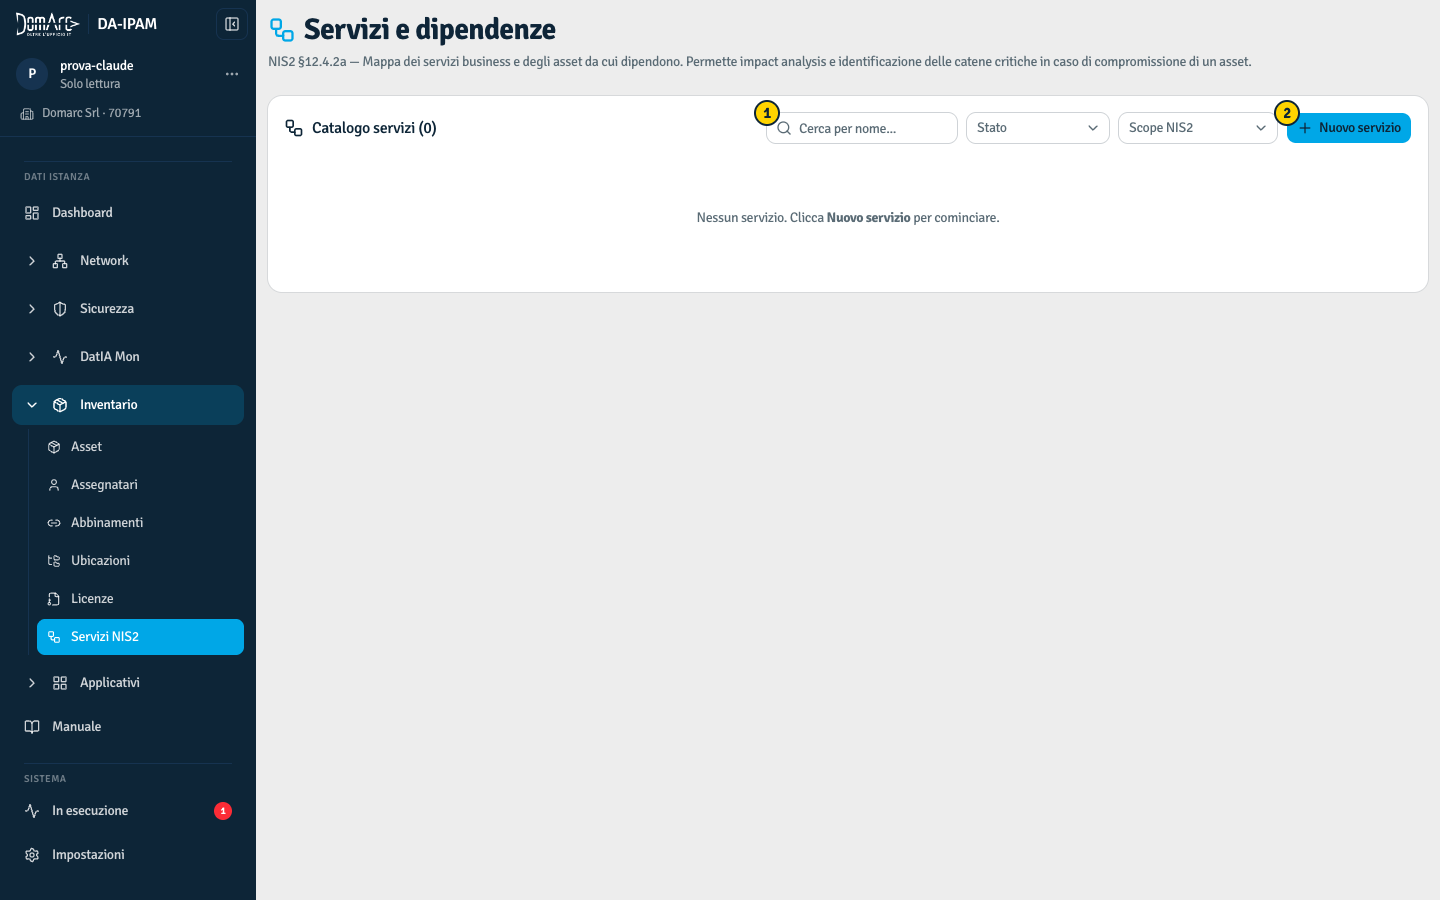 DomArc
OLTRE L'UFFICIO IT
DA-IPAM
P
prova-claude
Solo lettura
Domarc Srl · 70791
DATI ISTANZA
Dashboard
Network
Sicurezza
DatIA Mon
Inventario
Asset
Assegnatari
Abbinamenti
Ubicazioni
Licenze
Servizi NIS2
Applicativi
Manuale
SISTEMA
In esecuzione 1
Impostazioni
Servizi e dipendenze
NIS2 §12.4.2a — Mappa dei servizi business e degli asset da cui dipendono. Permette impact analysis e identificazione delle catene critiche in caso di compromissione di un asset.
Catalogo servizi (0)
1
Cerca per nome...
Stato
Scope NIS2
2
Nuovo servizio
Nessun servizio. Clicca Nuovo servizio per cominciare.